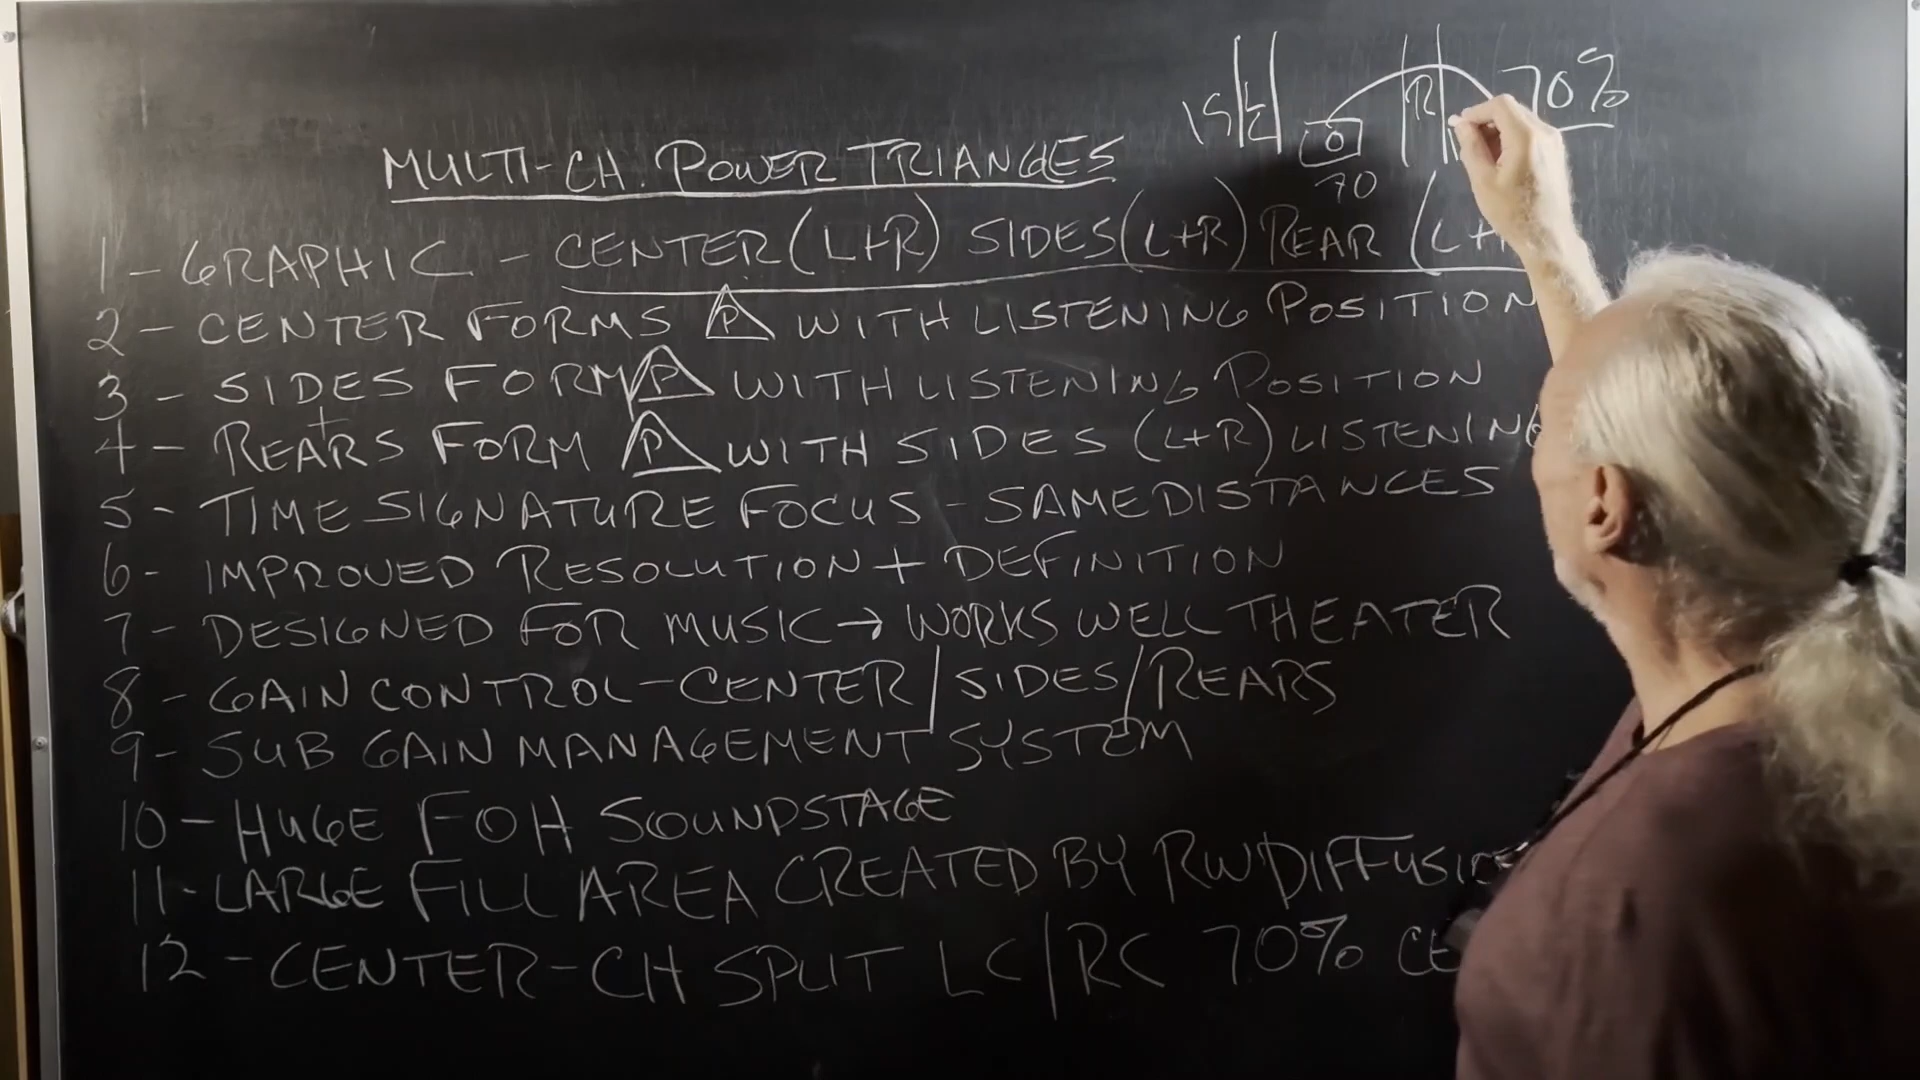 15 L C R 70%
70
MULTI-CH. POWER TRIANGLES
1 - GRAPHIC - CENTER (L+R) SIDES (L+R) REAR (L+
2 - CENTER FORMS P WITH LISTENING POSITION
3 - SIDES FORM P WITH LISTENING POSITION
4 - REARS + FORM P WITH SIDES (L+R) LISTENING
5 - TIME SIGNATURE FOCUS - SAME DISTANCES
6 - IMPROVED RESOLUTION + DEFINITION
7 - DESIGNED FOR MUSIC → WORKS WELL THEATER
8 - GAIN CONTROL - CENTER / SIDES / REARS
9 - SUB GAIN MANAGEMENT SYSTEM
10 - HUGE FOH SOUNDSTAGE
11 - LARGE FILL AREA CREATED BY RW DIFFUSI
12 - CENTER-CH SPLIT LC/RC 70% CE